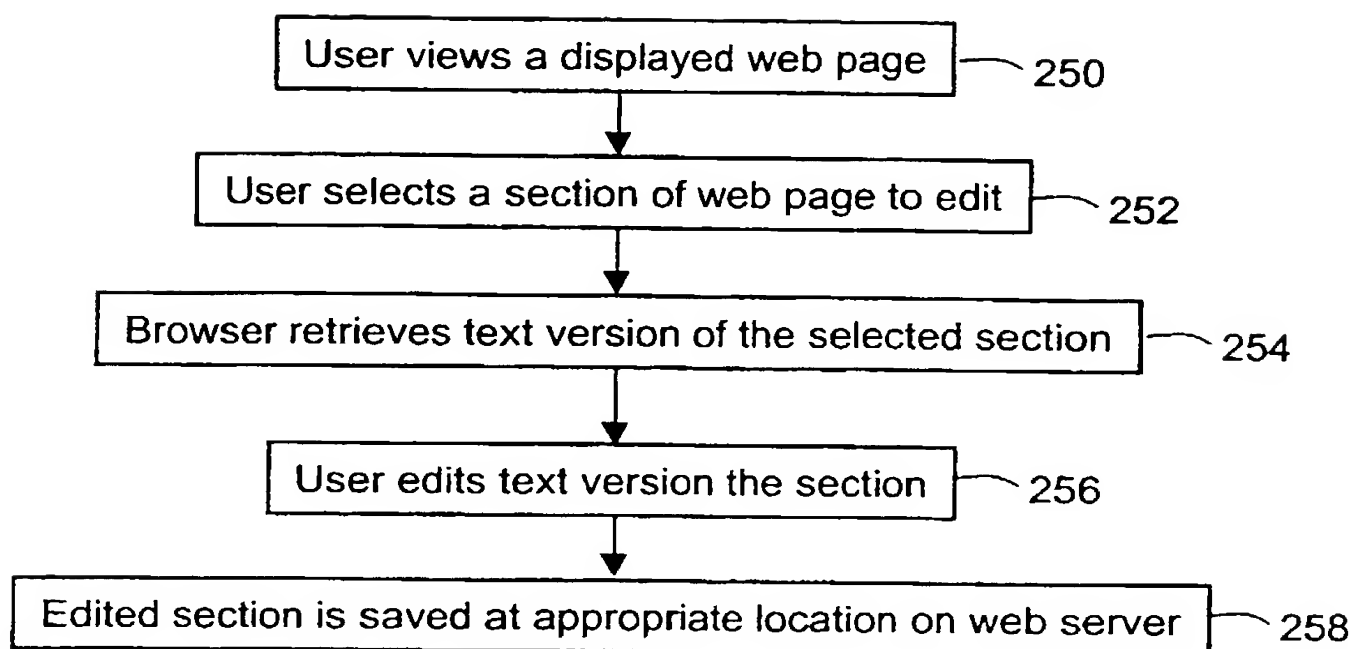 User views a displayed web page 250
User selects a section of web page to edit 252
Browser retrieves text version of the selected section 254
User edits text version the section 256
Edited section is saved at appropriate location on web server 258